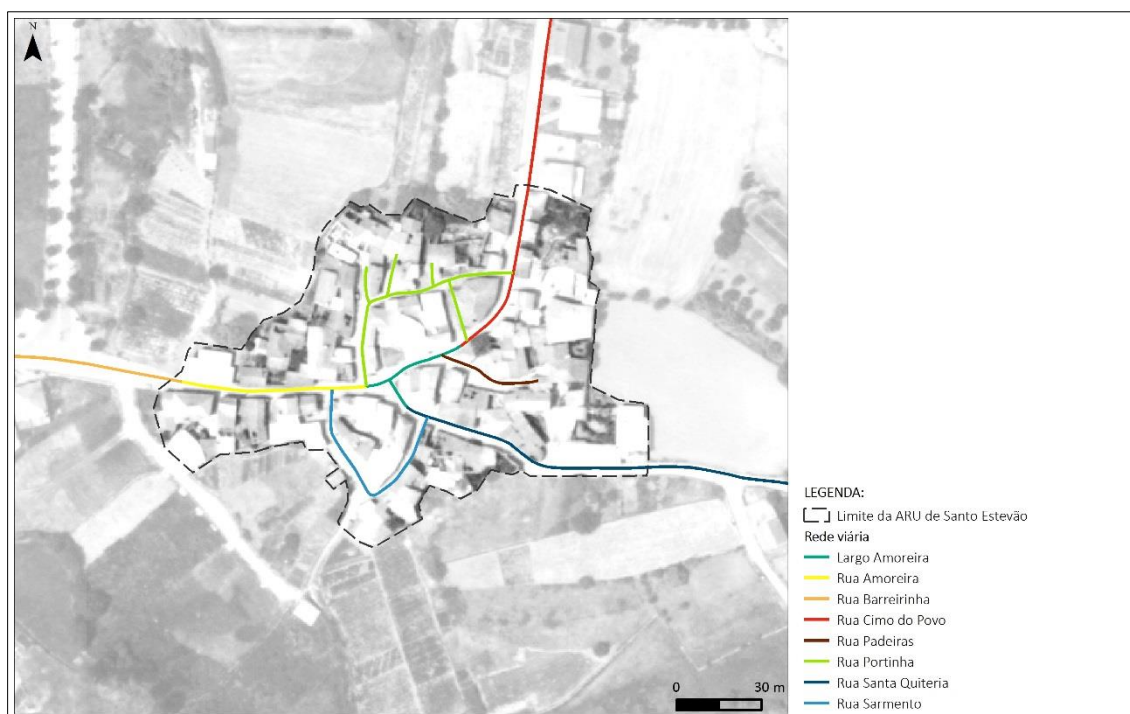 N
0 30 m
LEGENDA:
Limite da ARU de Santo Estevão
Rede viária
Largo Amoreira
Rua Amoreira
Rua Barreirinha
Rua Cimo do Povo
Rua Padeiras
Rua Portinha
Rua Santa Quiteria
Rua Sarmento